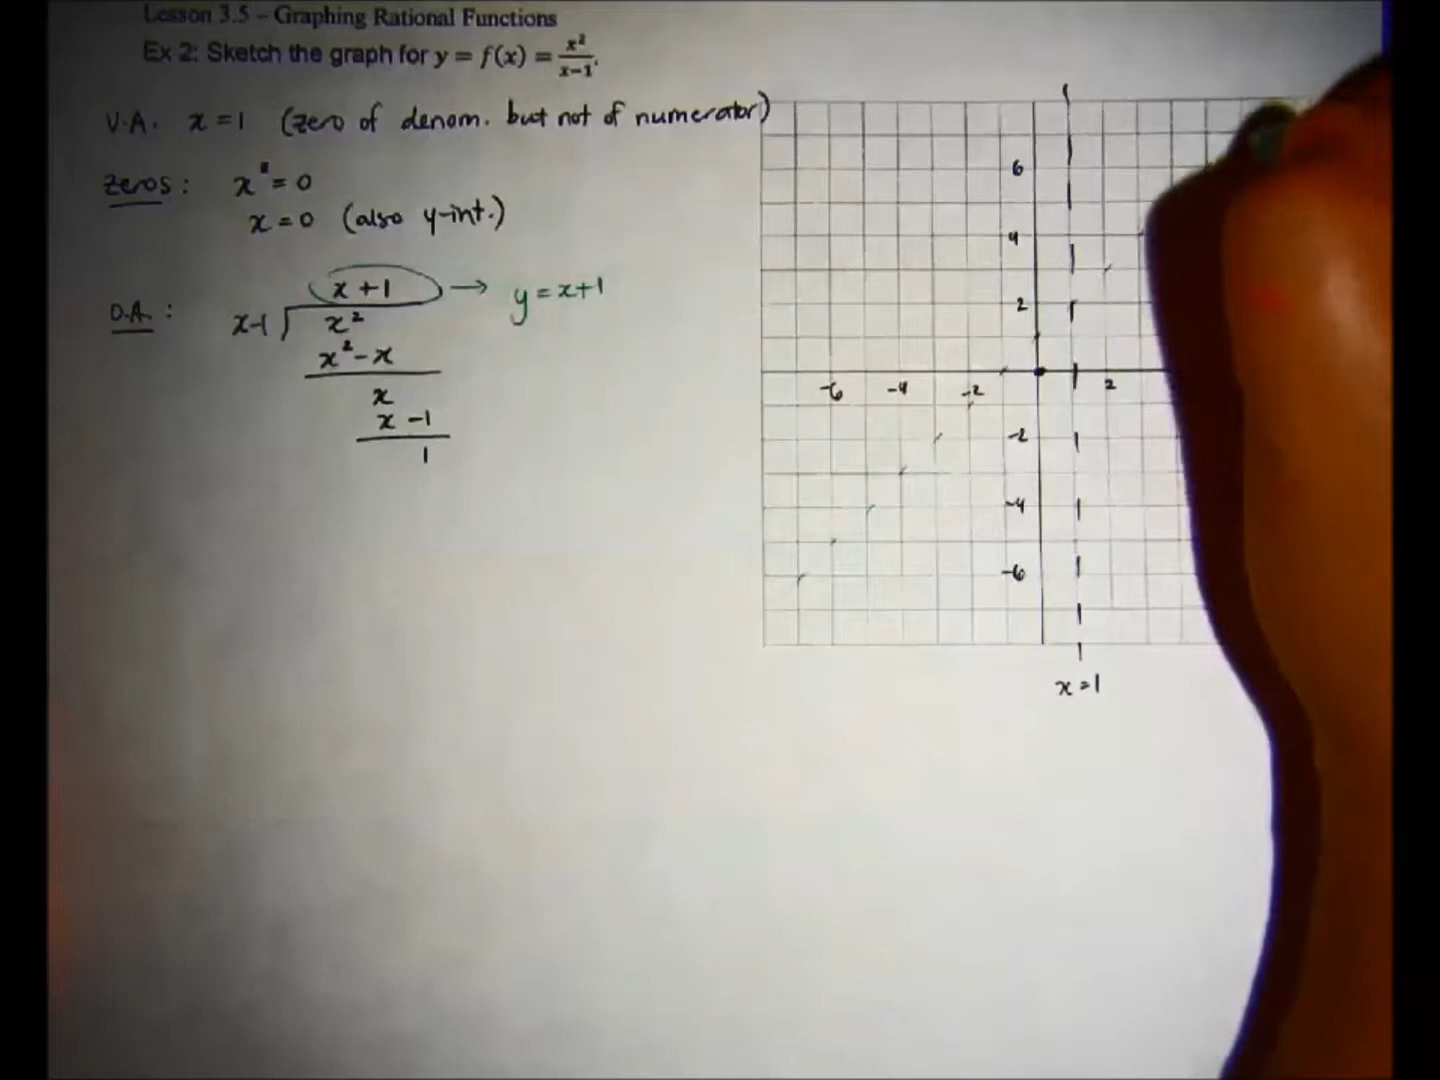 Lesson 3.5 – Graphing Rational Functions
Ex 2: Sketch the graph for y = f(x) = x²/x−1.
V.A. x = 1 (zero of denom. but not of numerator)
zeros: x² = 0
x = 0 (also y-int.)
O.A.: x + 1 → y = x+1
x-1 x²
x² - x
x
x - 1
1
6
4
2
-6 -4 -2 2
-2
-4
-6
x = 1